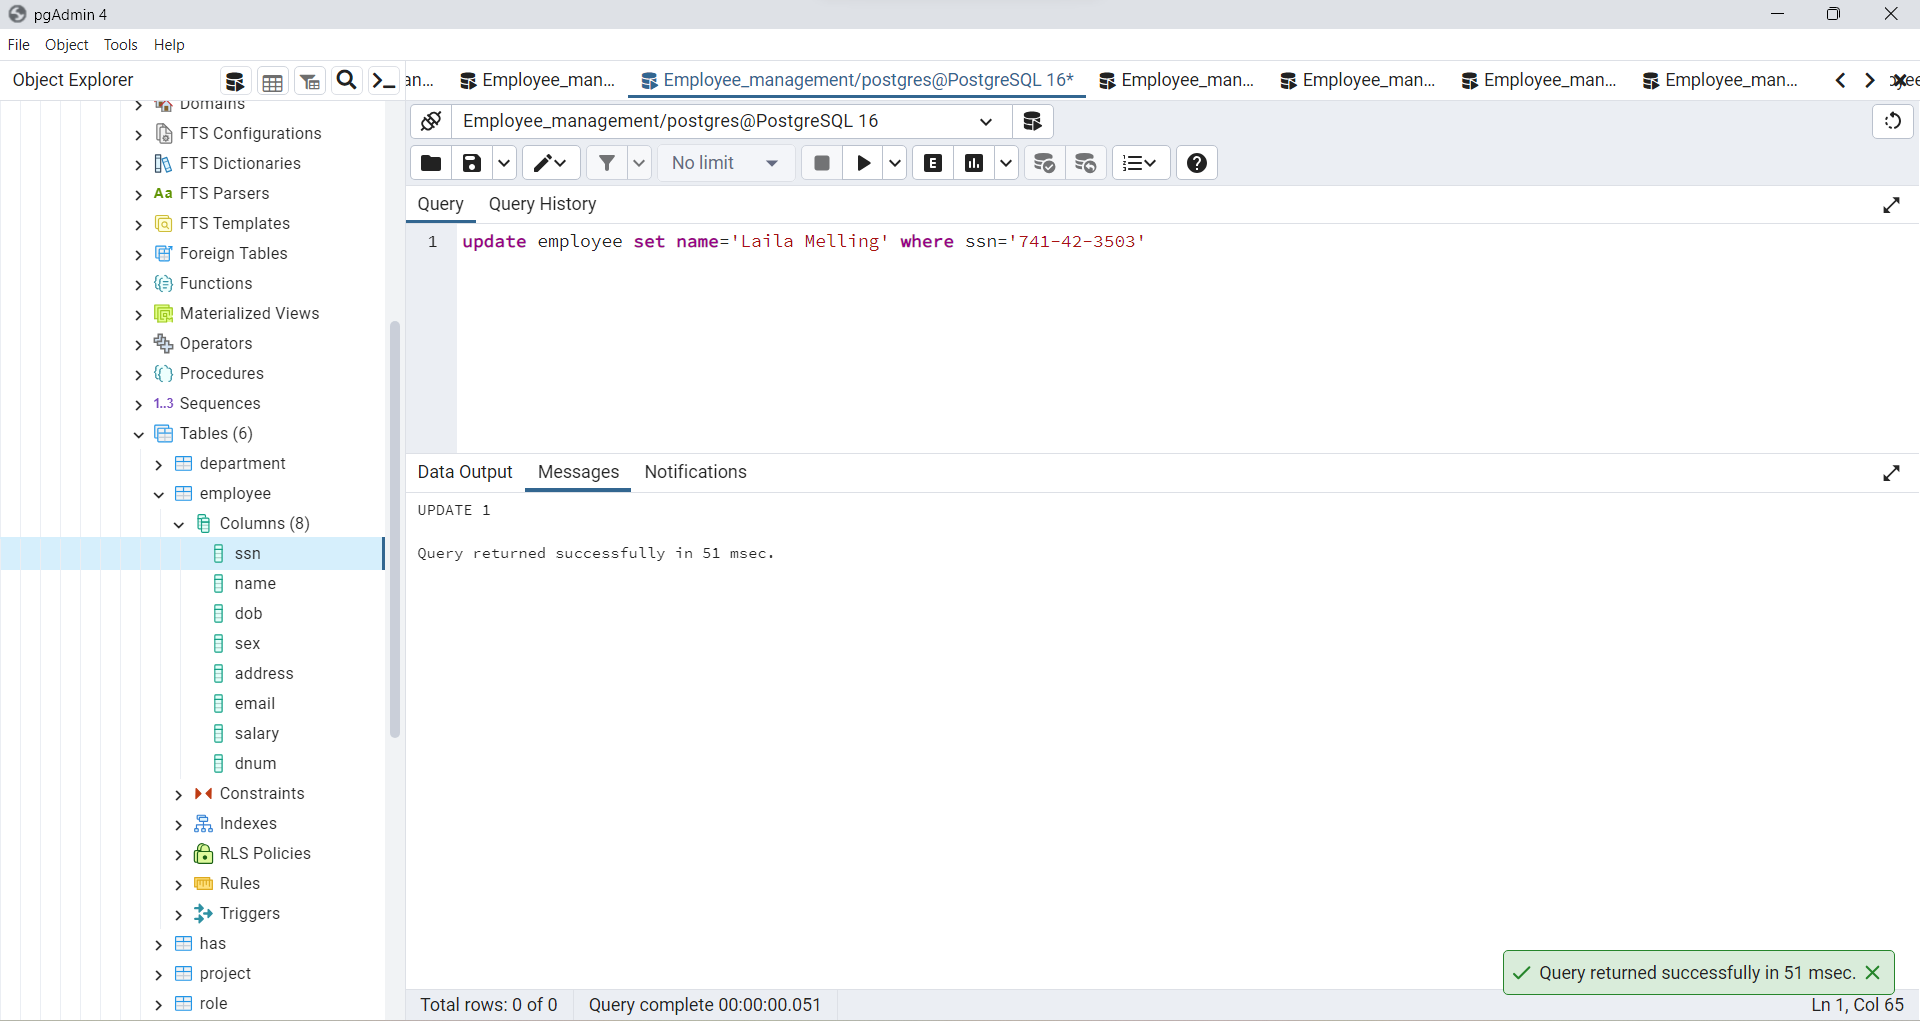 pgAdmin 4
File Object Tools Help
Object Explorer
an... Employee_man... Employee_management/postgres@PostgreSQL 16* Employee_man... Employee_man... Employee_man... Employee_man...
Employee_management/postgres@PostgreSQL 16
No limit
E
Query Query History
1 update employee set name='Laila Melling' where ssn='741-42-3503'
Domains
FTS Configurations
FTS Dictionaries
Aa FTS Parsers
FTS Templates
Foreign Tables
Functions
Materialized Views
Operators
Procedures
1..3 Sequences
Tables (6)
department
employee
Columns (8)
ssn
name
dob
sex
address
email
salary
dnum
Constraints
Indexes
RLS Policies
Rules
Triggers
has
project
role
Data Output Messages Notifications
UPDATE 1
Query returned successfully in 51 msec.
Query returned successfully in 51 msec.
Total rows: 0 of 0 Query complete 00:00:00.051 Ln 1, Col 65